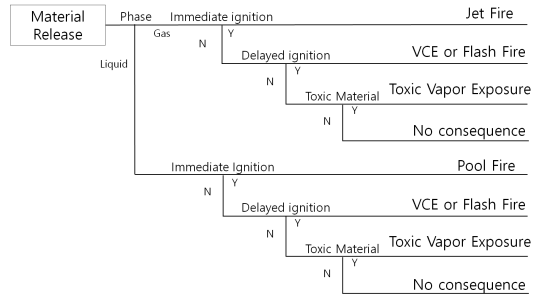 Material
Release
Phase
Immediate ignition
Jet Fire
Gas
Y
N
Liquid
Delayed ignition
VCE or Flash Fire
Y
N
Toxic Material
Toxic Vapor Exposure
Y
N
No consequence
Immediate Ignition
Pool Fire
Y
N
Delayed ignition
VCE or Flash Fire
Y
N
Toxic Material
Toxic Vapor Exposure
Y
N
No consequence